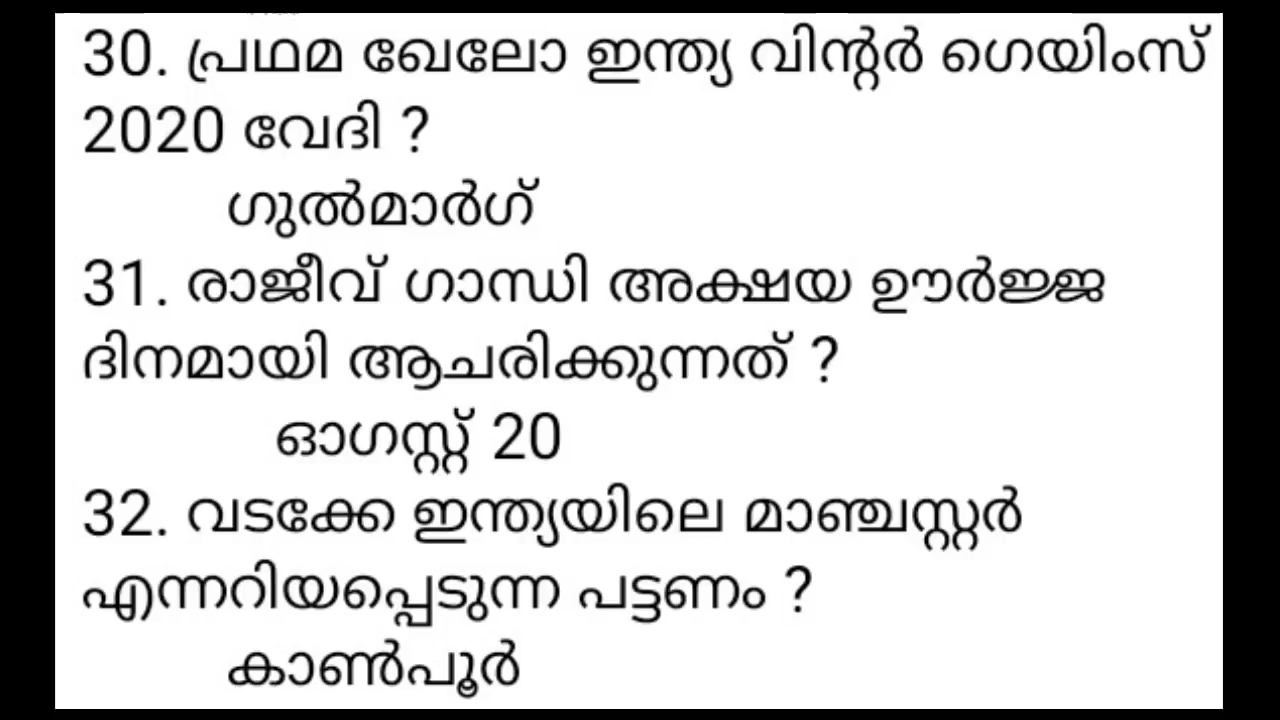 30. പ്രഥമ ഖേലോ ഇന്ത്യ വിന്റർ ഗെയിംസ്
2020 വേദി ?
ഗുൽമാർഗ്
31. രാജീവ് ഗാന്ധി അക്ഷയ ഊർജ്ജ
ദിനമായി ആചരിക്കുന്നത് ?
ഓഗസ്റ്റ് 20
32. വടക്കേ ഇന്ത്യയിലെ മാഞ്ചസ്റ്റർ
എന്നറിയപ്പെടുന്ന പട്ടണം ?
കാൺപൂർ